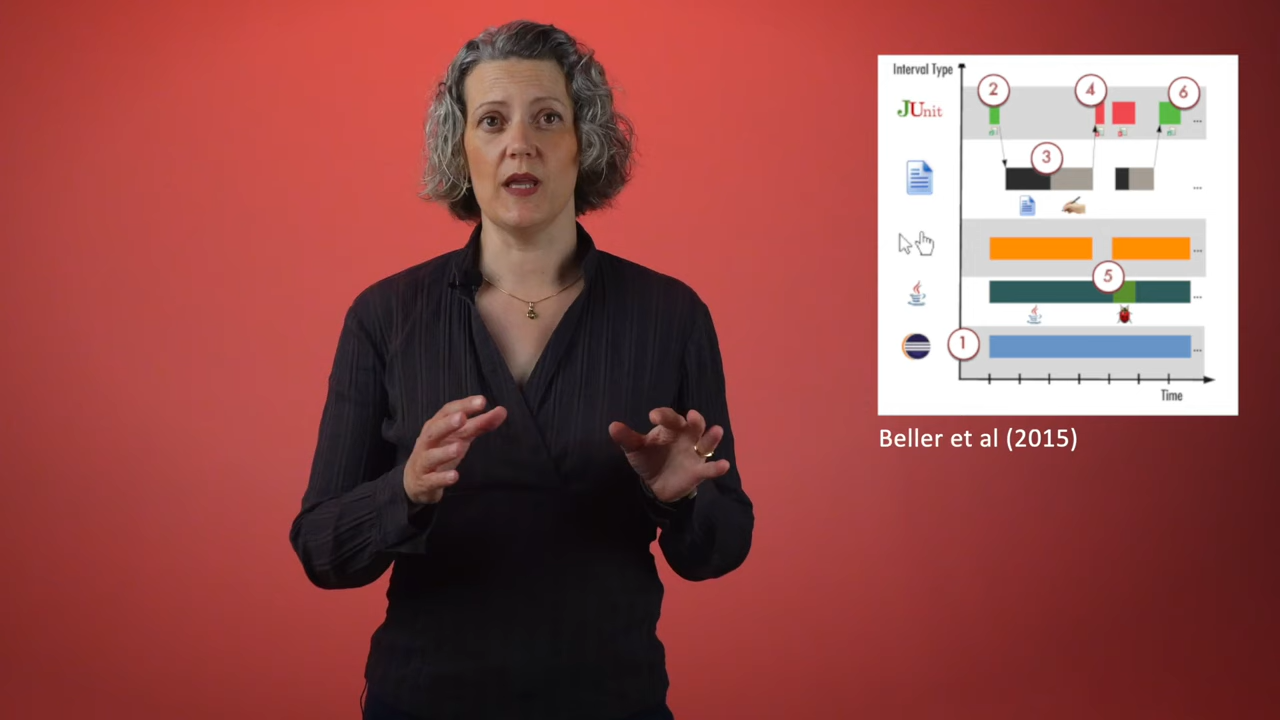 Interval Type
JUnit
2
4
6
...
3
...
...
5
...
1
...
Time
Beller et al (2015)